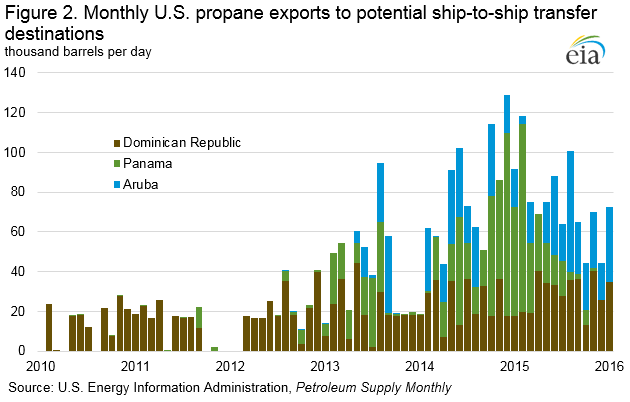 Figure 2. Monthly U.S. propane exports to potential ship-to-ship transfer
destinations
thousand barrels per day
eia
140
120
100
80
60
40
20
0
Dominican Republic
Panama
Aruba
2010 2011 2012 2013 2014 2015 2016
Source: U.S. Energy Information Administration, Petroleum Supply Monthly